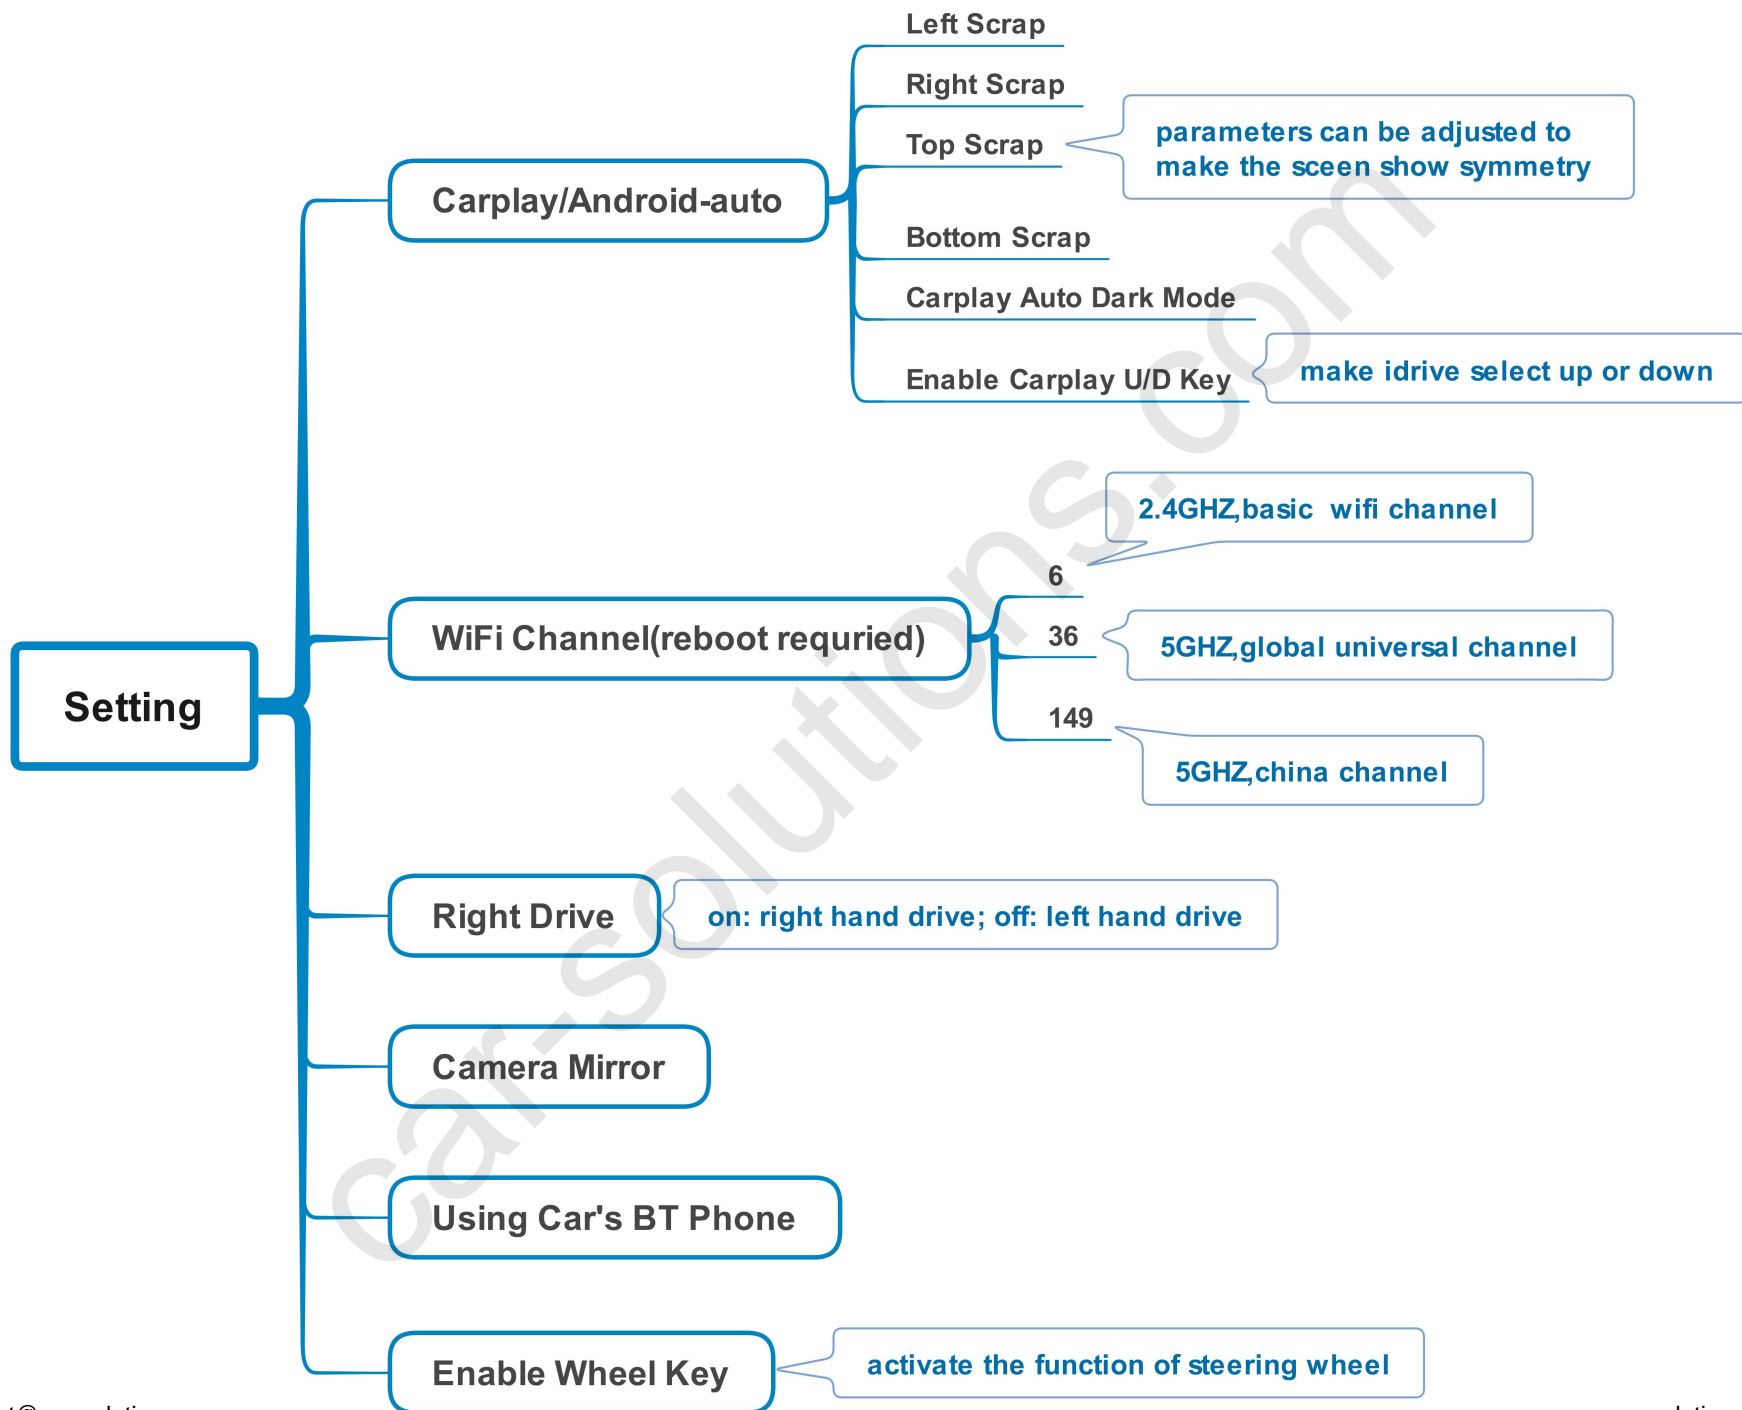 Left Scrap
Right Scrap
Top Scrap
parameters can be adjusted to
make the sceen show symmetry
Carplay/Android-auto
Bottom Scrap
Carplay Auto Dark Mode
Enable Carplay U/D Key
make idrive select up or down
2.4GHZ,basic  wifi channel
6
WiFi Channel(reboot requried)
36
5GHZ,global universal channel
Setting
149
5GHZ,china channel
Right Drive
on: right hand drive; off: left hand drive
Camera Mirror
Using Car's BT Phone
Enable Wheel Key
activate the function of steering wheel
car-solutions.com